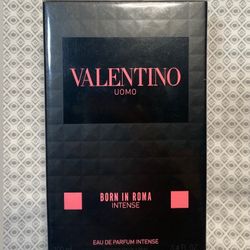 VALENTINO
UOMO
BORN IN ROMA
INTENSE
EAU DE PARFUM INTENSE